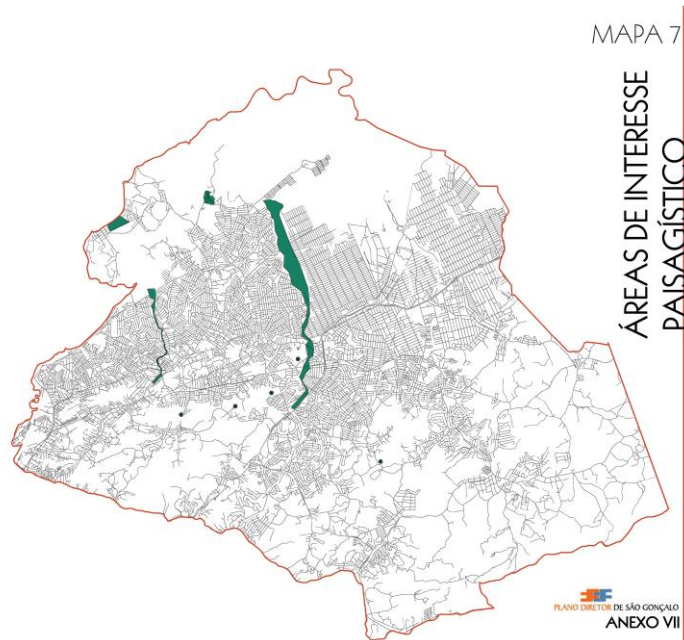 MAPA 7
ÁREAS DE INTERESSE
PAISAGÍSTICO
PLANO DIRETOR DE SÃO GONÇALO
ANEXO VII